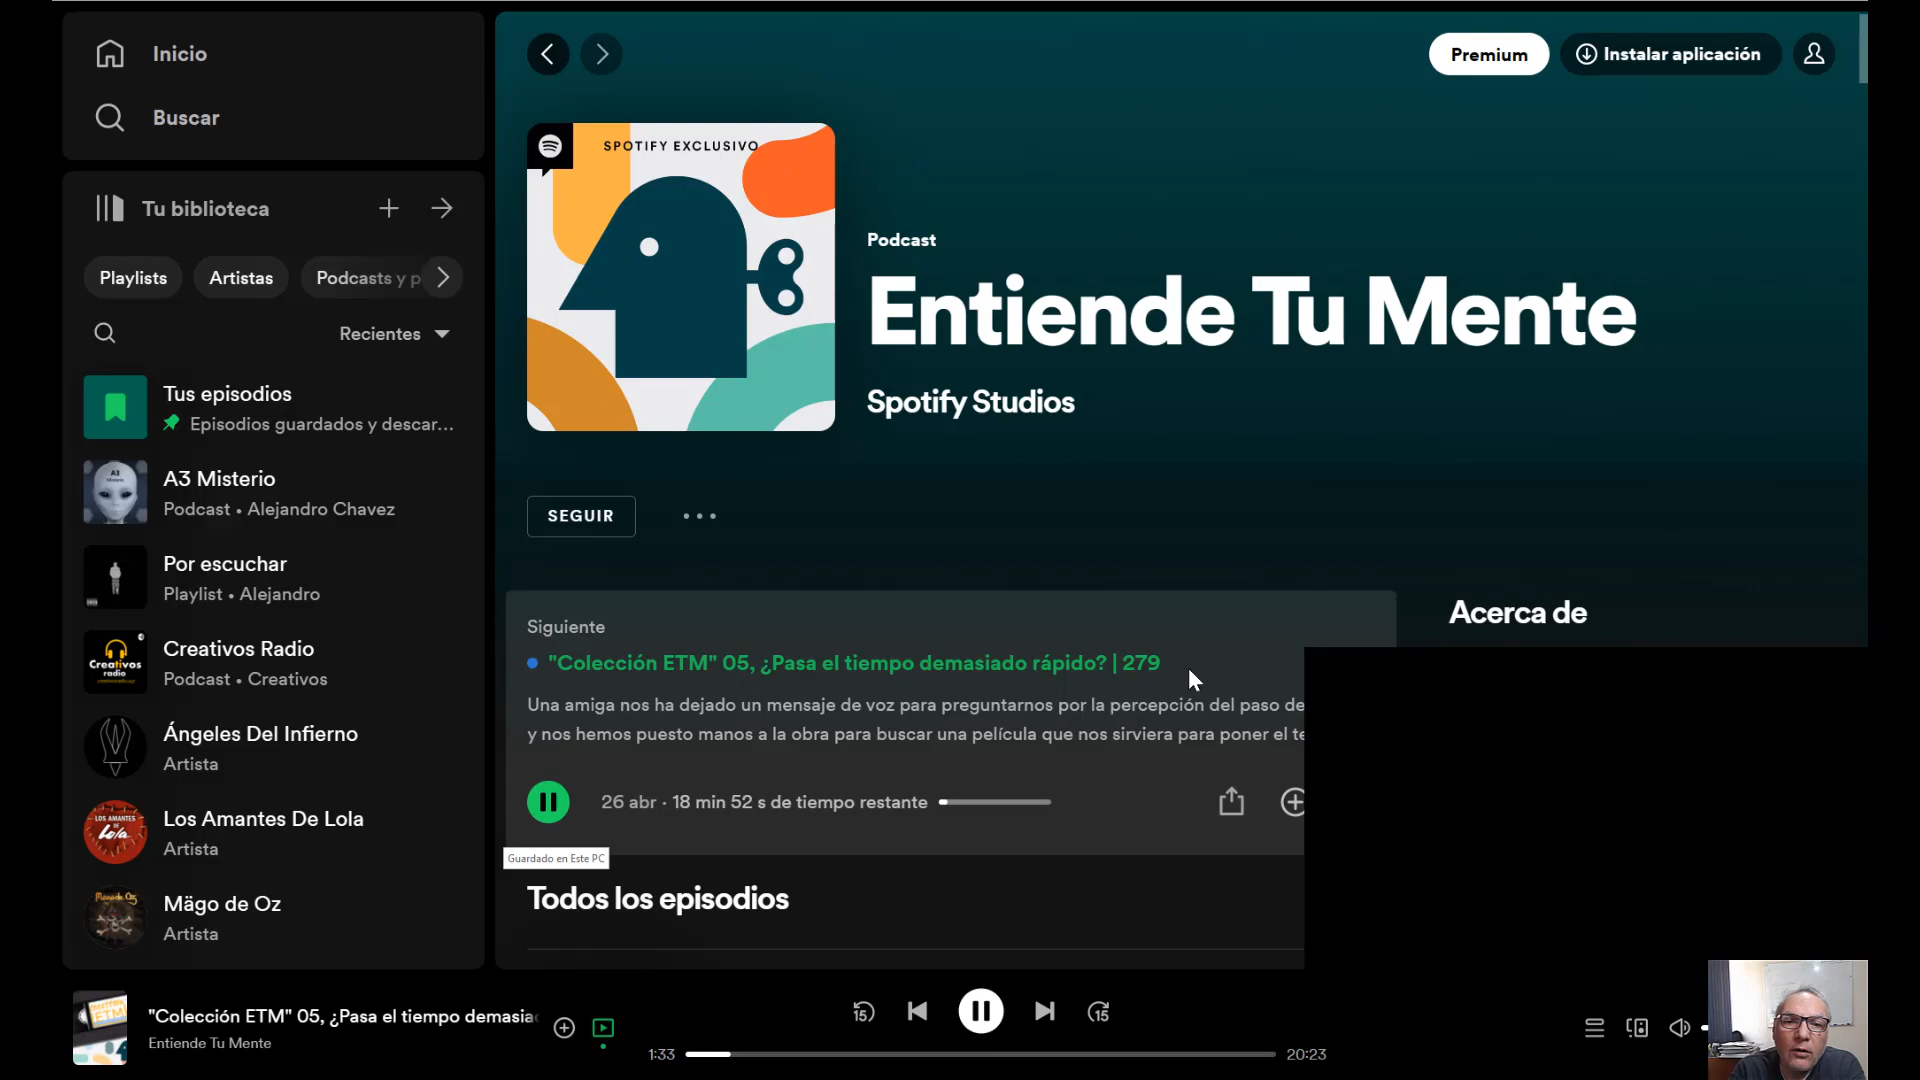 Inicio
Buscar
Tu biblioteca
Playlists
Artistas
Podcasts y p
Recientes
Tus episodios
Episodios guardados y descar...
A3 Misterio
Podcast • Alejandro Chavez
Por escuchar
Playlist • Alejandro
Creativos Radio
Podcast • Creativos
Ángeles Del Infierno
Artista
Los Amantes De Lola
Artista
Mägo de Oz
Artista
Premium
Instalar aplicación
SPOTIFY EXCLUSIVO
Podcast
Entiende Tu Mente
Spotify Studios
SEGUIR
Siguiente
"Colección ETM" 05, ¿Pasa el tiempo demasiado rápido? | 279
Una amiga nos ha dejado un mensaje de voz para preguntarnos por la percepción del paso de
y nos hemos puesto manos a la obra para buscar una película que nos sirviera para poner el te
26 abr · 18 min 52 s de tiempo restante
Guardado en Este PC
Todos los episodios
Acerca de
"Colección ETM" 05, ¿Pasa el tiempo demasia
Entiende Tu Mente
15
15
1:33
20:23